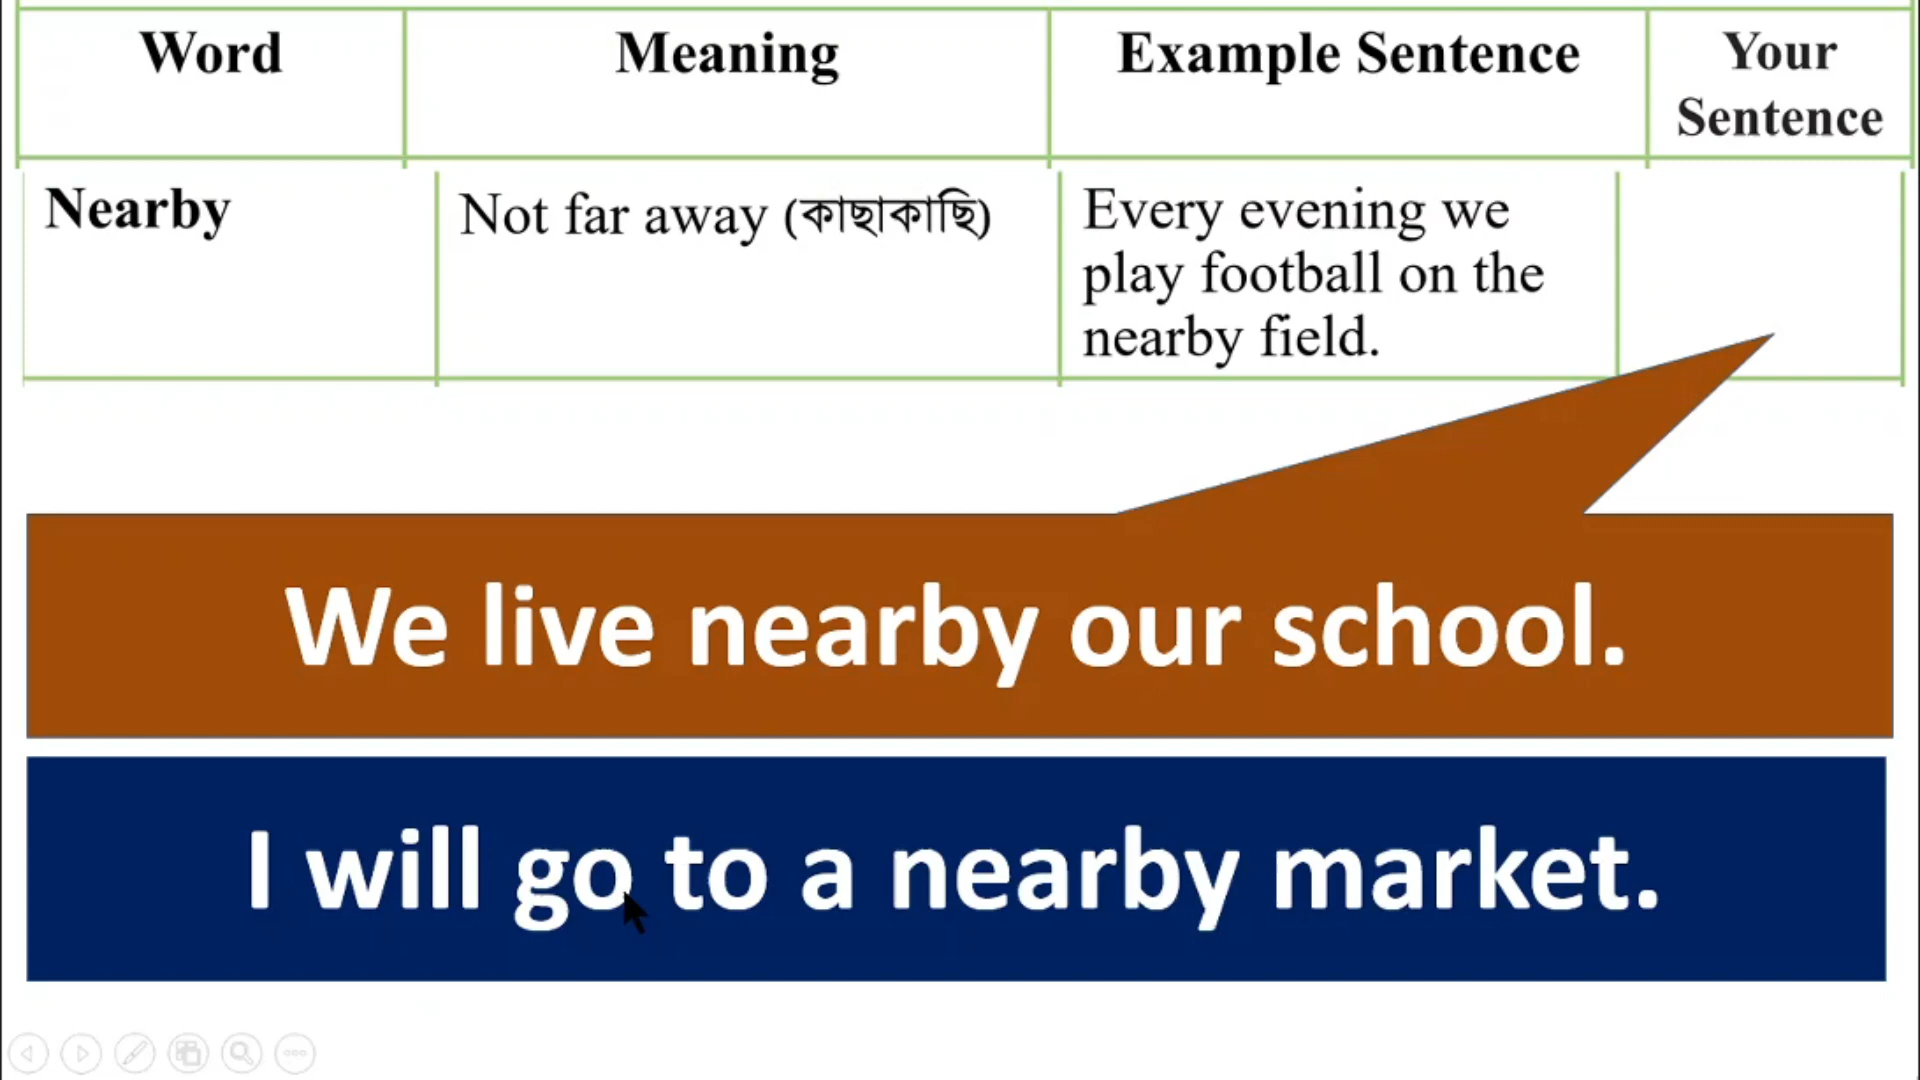 Word Meaning Example Sentence Your Sentence
Nearby
Not far away (কাছাকাছি)
Every evening we
play football on the
nearby field.
We live nearby our school.
I will go to a nearby market.